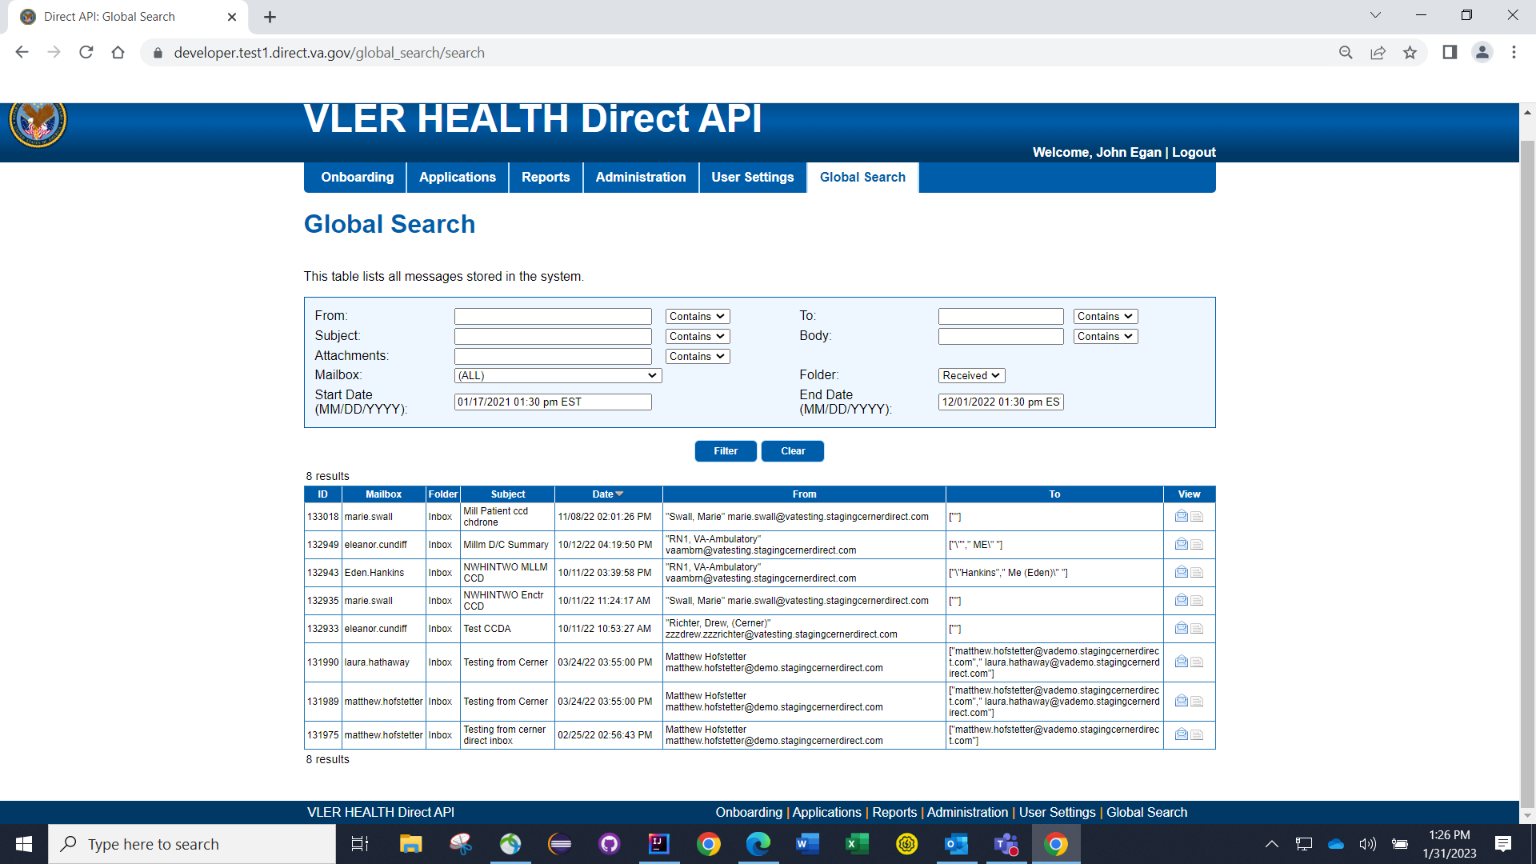 Direct API: Global Search
developer.test1.direct.va.gov/global_search/search
VLER HEALTH Direct API
Welcome, John Egan | Logout
Onboarding Applications Reports Administration User Settings Global Search
Global Search
This table lists all messages stored in the system.
From: Contains To: Contains
Subject: Contains Body: Contains
Attachments: Contains
Mailbox: (ALL) Folder: Received
Start Date (MM/DD/YYYY): 01/17/2021 01:30 pm EST End Date (MM/DD/YYYY): 12/01/2022 01:30 pm ES
Filter Clear
8 results
ID Mailbox Folder Subject Date From To View
133018 marie.swall Inbox Mill Patient ccd chdrone 11/08/22 02:01:26 PM "Swall, Marie" marie.swall@vatesting.stagingcernerdirect.com [""]
132949 eleanor.cundiff Inbox Millm D/C Summary 10/12/22 04:19:50 PM "RN1, VA-Ambulatory" vaambrn@vatesting.stagingcernerdirect.com ["\""," ME\" "]
132943 Eden.Hankins Inbox NWHINTWO MLLM CCD 10/11/22 03:39:58 PM "RN1, VA-Ambulatory" vaambrn@vatesting.stagingcernerdirect.com ["\"Hankins"," Me (Eden)\" "]
132935 marie.swall Inbox NWHINTWO Enctr CCD 10/11/22 11:24:17 AM "Swall, Marie" marie.swall@vatesting.stagingcernerdirect.com [""]
132933 eleanor.cundiff Inbox Test CCDA 10/11/22 10:53:27 AM "Richter, Drew, (Cerner)" zzzdrew.zzzrichter@vatesting.stagingcernerdirect.com [""]
131990 laura.hathaway Inbox Testing from Cerner 03/24/22 03:55:00 PM Matthew Hofstetter matthew.hofstetter@demo.stagingcernerdirect.com ["matthew.hofstetter@vademo.stagingcernerdirect.com"," laura.hathaway@vademo.stagingcernerdirect.com"]
131989 matthew.hofstetter Inbox Testing from Cerner 03/24/22 03:55:00 PM Matthew Hofstetter matthew.hofstetter@demo.stagingcernerdirect.com ["matthew.hofstetter@vademo.stagingcernerdirect.com"," laura.hathaway@vademo.stagingcernerdirect.com"]
131975 matthew.hofstetter Inbox Testing from cerner direct inbox 02/25/22 02:56:43 PM Matthew Hofstetter matthew.hofstetter@demo.stagingcernerdirect.com ["matthew.hofstetter@vademo.stagingcernerdirect.com"]
8 results
VLER HEALTH Direct API Onboarding | Applications | Reports | Administration | User Settings | Global Search
Type here to search
1:26 PM
1/31/2023